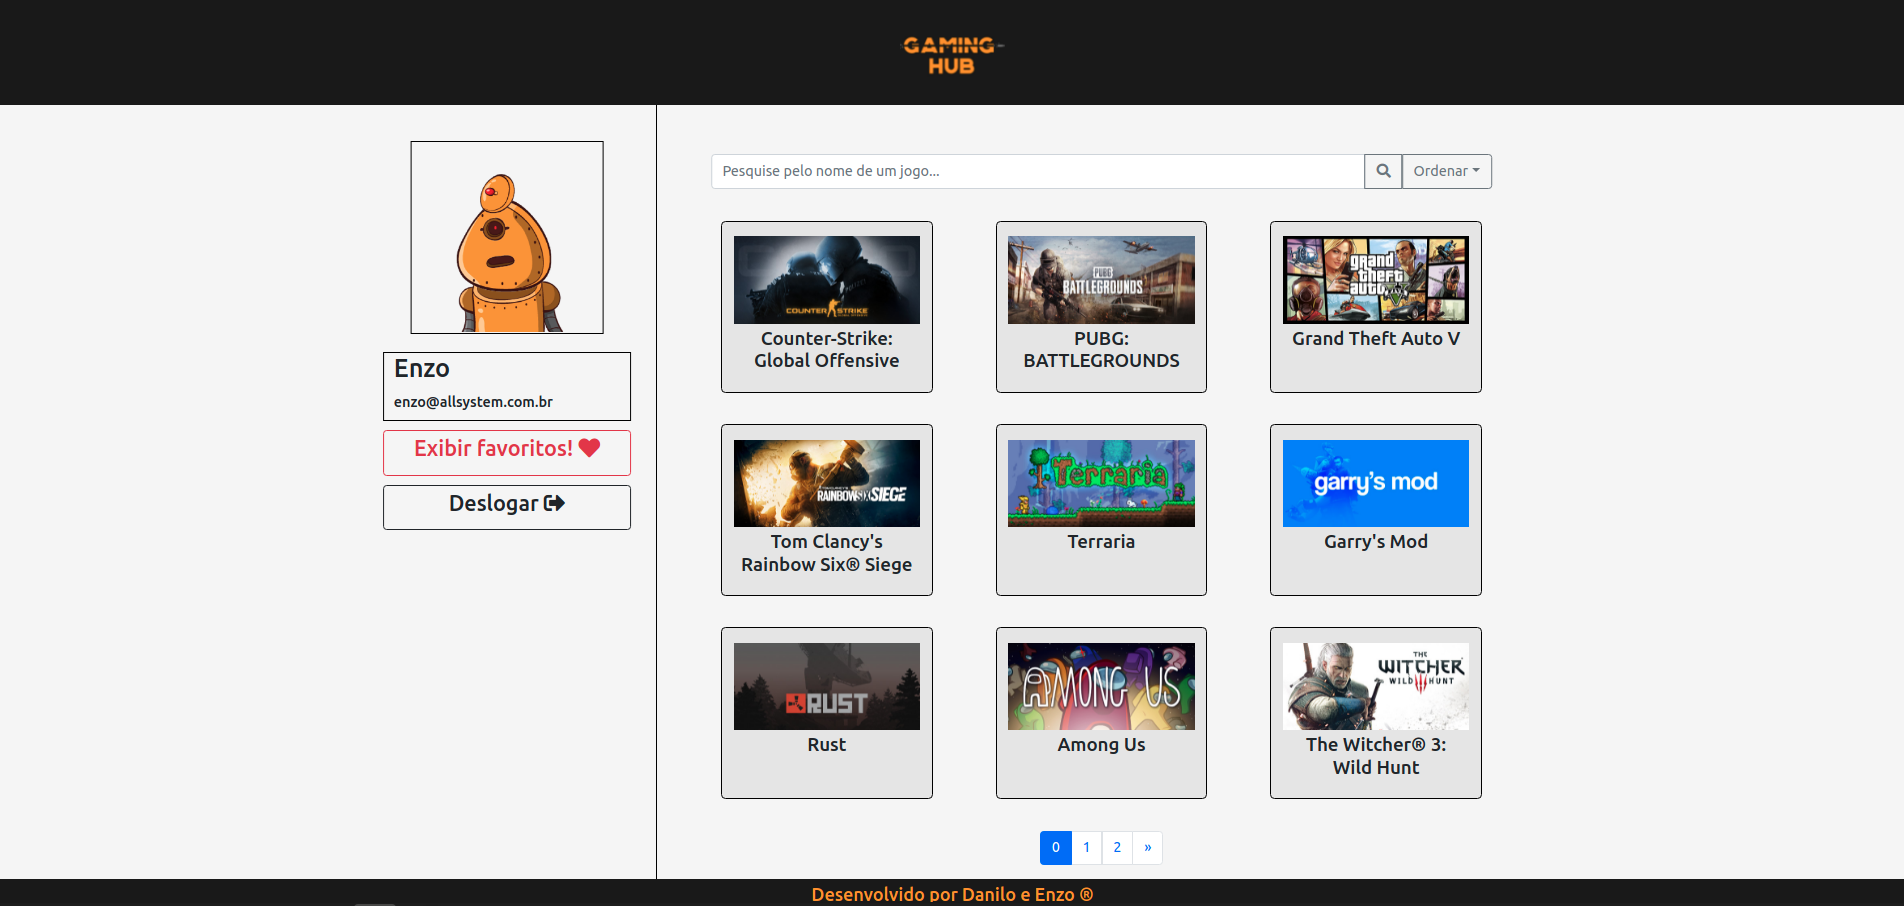 GAMING
HUB
Pesquise pelo nome de um jogo...
Ordenar
Enzo
enzo@allsystem.com.br
Exibir favoritos!
Deslogar
COUNTER STRIKE
Counter-Strike:
Global Offensive
PUBG
BATTLEGROUNDS
PUBG:
BATTLEGROUNDS
grand
theft
auto V
Grand Theft Auto V
RAINBOW SIX SIEGE
Tom Clancy's
Rainbow Six® Siege
Terraria
Terraria
garry's mod
Garry's Mod
RUST
Rust
AMONG US
Among Us
THE
WITCHER
WILD HUNT
The Witcher® 3:
Wild Hunt
0 1 2 »
Desenvolvido por Danilo e Enzo ®